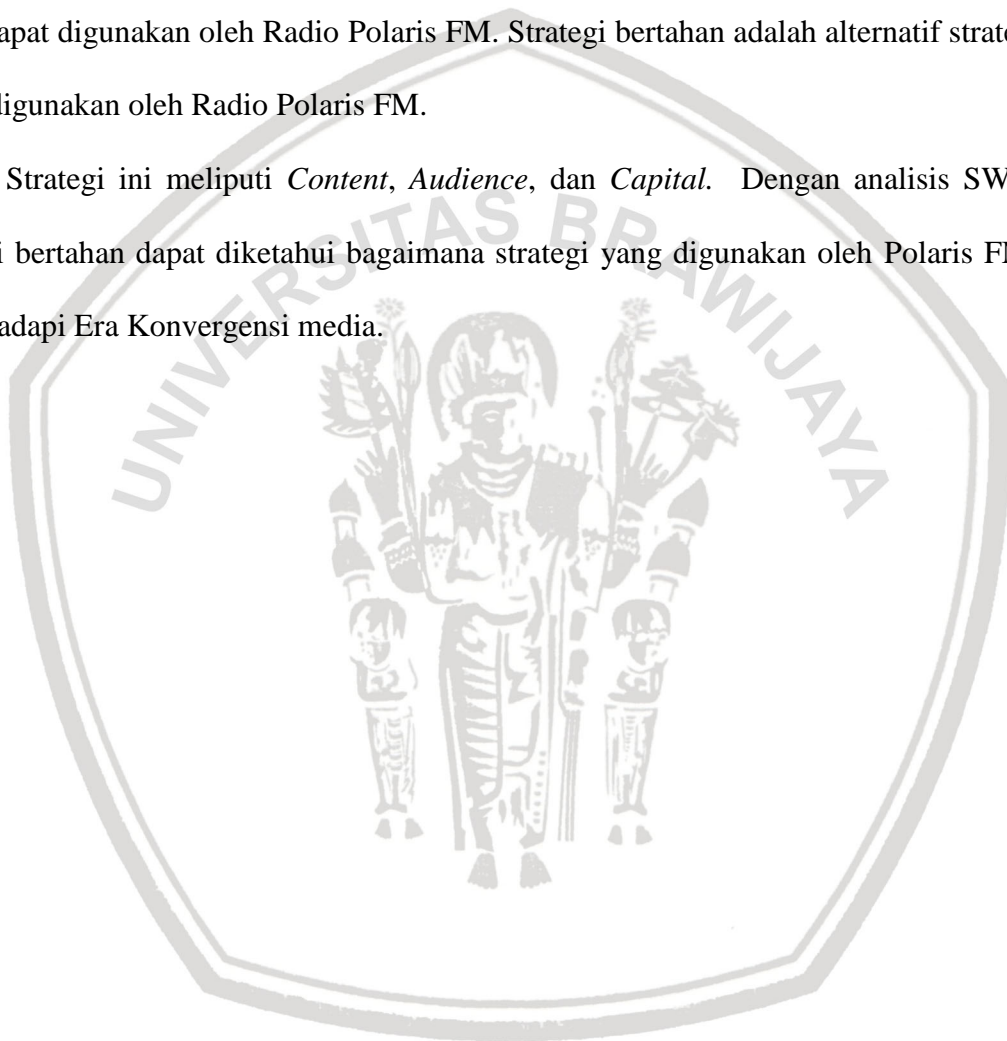 apat digunakan oleh Radio Polaris FM. Strategi bertahan adalah alternatif strate
digunakan oleh Radio Polaris FM.
Strategi ini meliputi Content, Audience, dan Capital. Dengan analisis SW
i bertahan dapat diketahui bagaimana strategi yang digunakan oleh Polaris F
adapi Era Konvergensi media.
UNIVERSITAS BRAWIJAYA